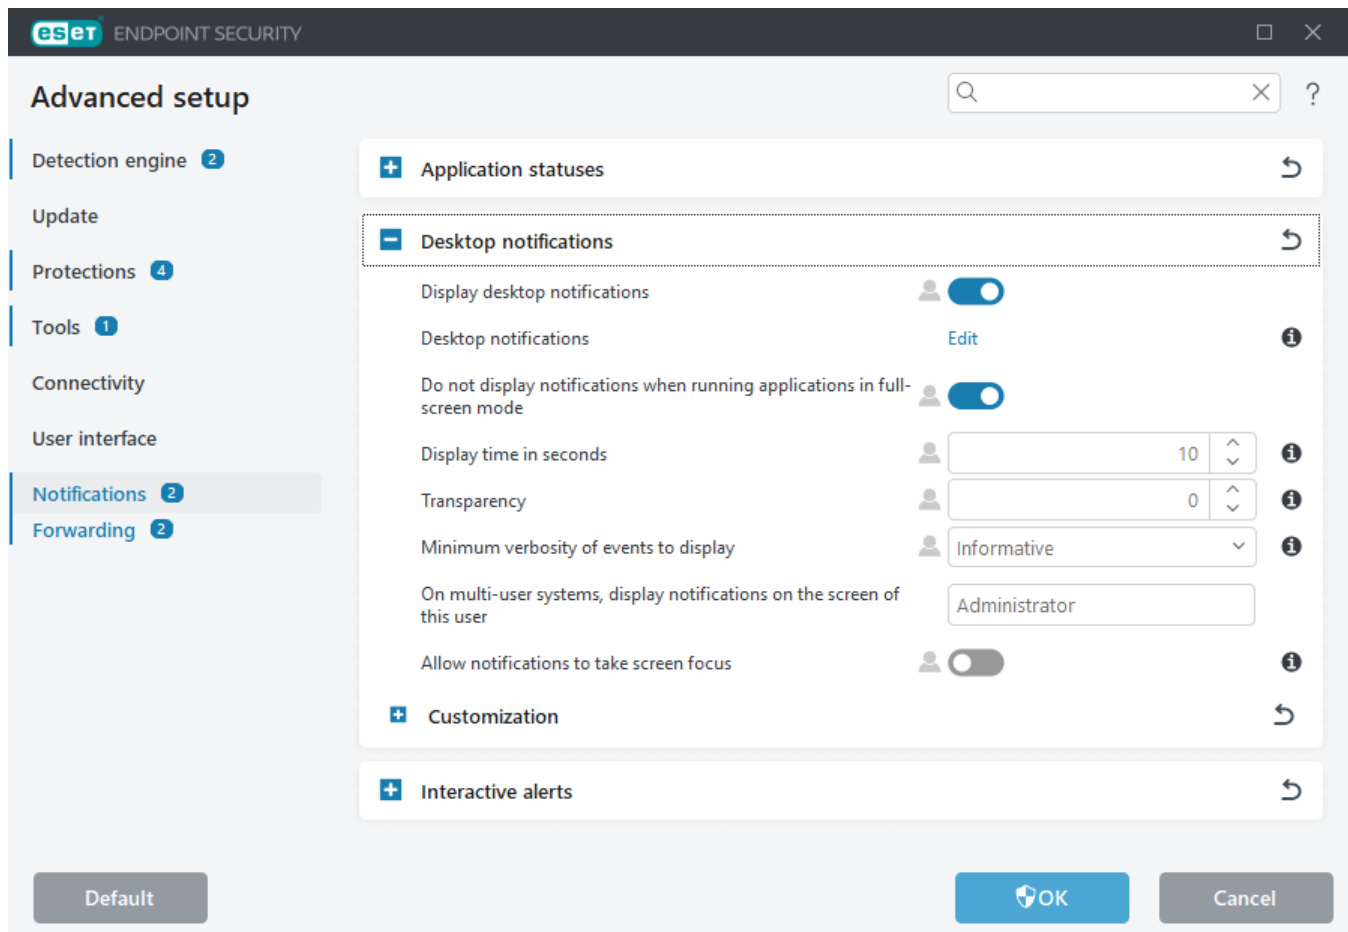 eset ENDPOINT SECURITY
Advanced setup
?
Detection engine 2
Update
Protections 4
Tools 1
Connectivity
User interface
Notifications 2
Forwarding 2
Application statuses
Desktop notifications
Display desktop notifications
Desktop notifications Edit
Do not display notifications when running applications in full-
screen mode
Display time in seconds 10
Transparency 0
Minimum verbosity of events to display Informative
On multi-user systems, display notifications on the screen of
this user
Administrator
Allow notifications to take screen focus
Customization
Interactive alerts
Default OK Cancel